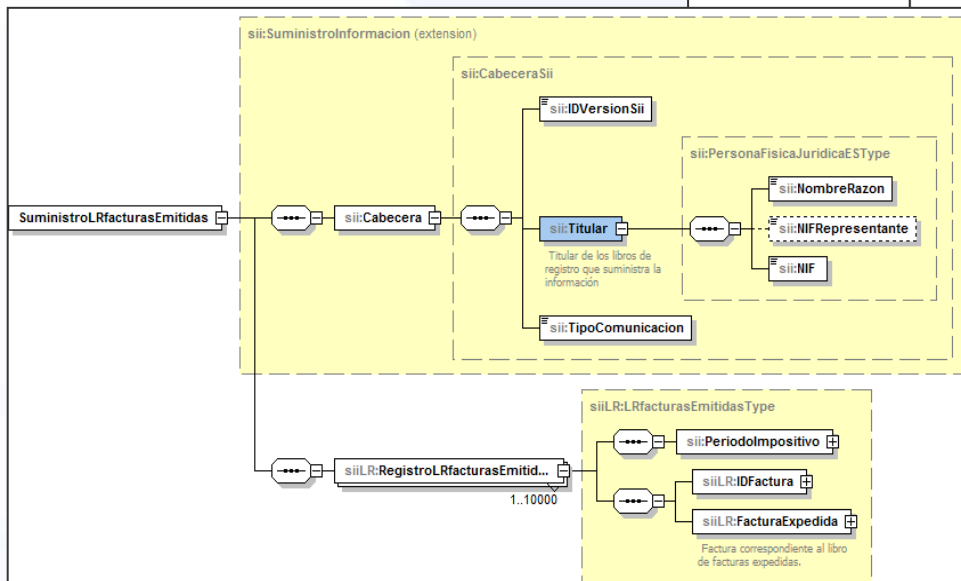 sii:SuministroInformacion (extension)
sii:CabeceraSii
sii:IDVersionSii
sii:PersonaFisicaJuridicaESType
sii:NombreRazon
SuministroLRfacturasEmitidas
sii:Cabecera
sii:Titular
sii:NIFRepresentante
Titular de los libros de
registro que suministra la
información
sii:NIF
sii:TipoComunicacion
siiLR:LRfacturasEmitidasType
sii:PeriodoImpositivo
siiLR:RegistroLRfacturasEmitid...
1..10000
siiLR:IDFactura
siiLR:FacturaExpedida
Factura correspondiente al libro
de facturas expedidas.